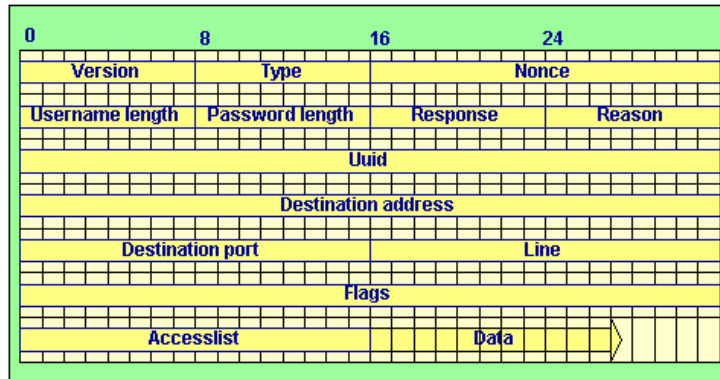 0 8 16 24
Version Type Nonce
Username length Password length Response Reason
Uuid
Destination address
Destination port Line
Flags
Accesslist Data